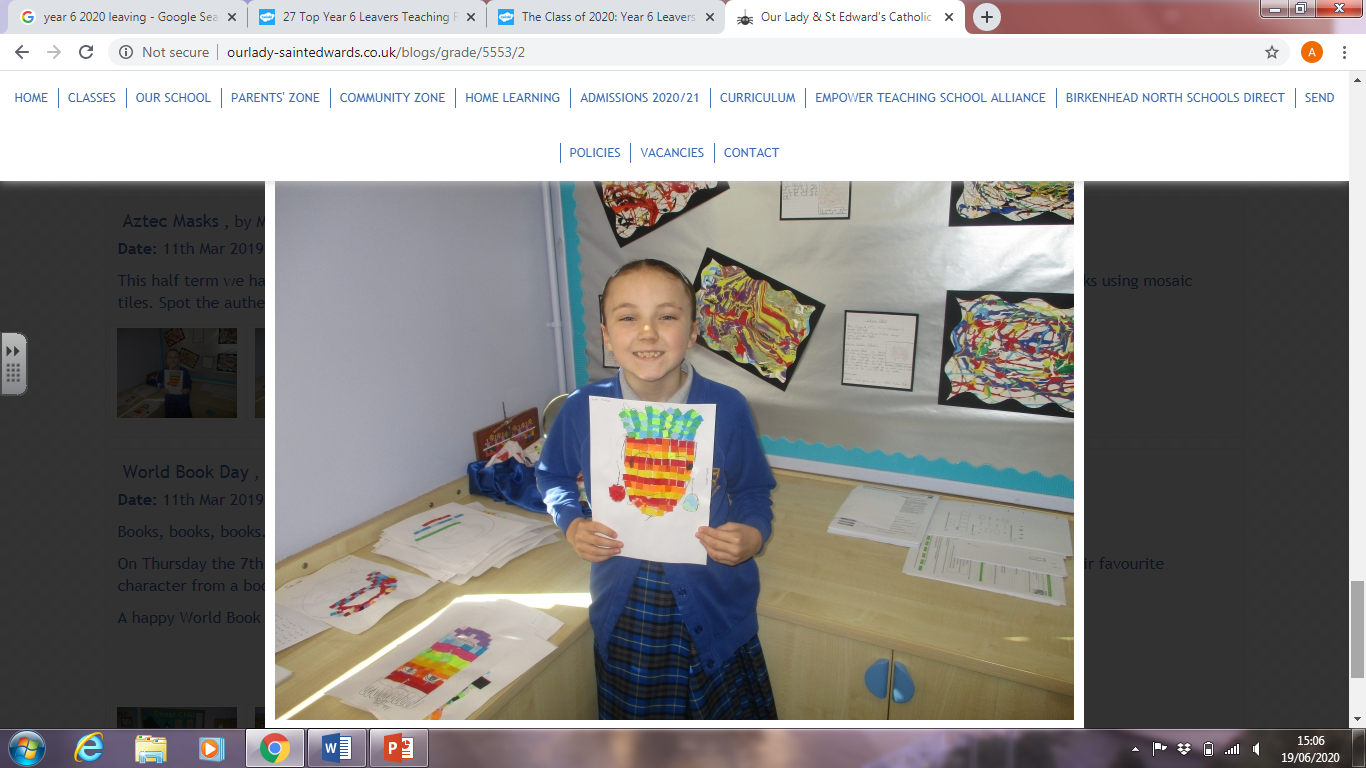 year 6 2020 leaving - Google Sea
27 Top Year 6 Leavers Teaching R
The Class of 2020: Year 6 Leavers
Our Lady & St Edward's Catholic
Not secure
ourlady-saintedwards.co.uk/blogs/grade/5553/2
A
HOME
CLASSES
OUR SCHOOL
PARENTS' ZONE
COMMUNITY ZONE
HOME LEARNING
ADMISSIONS 2020/21
CURRICULUM
EMPOWER TEACHING SCHOOL ALLIANCE
BIRKENHEAD NORTH SCHOOLS DIRECT
SEND
POLICIES
VACANCIES
CONTACT
Aztec Masks , by M
Date: 11th Mar 2019
This half term we ha
ks using mosaic
tiles. Spot the authe
World Book Day ,
Date: 11th Mar 2019
Books, books, books.
On Thursday the 7th
ir favourite
character from a boo
A happy World Book
15:06
19/06/2020